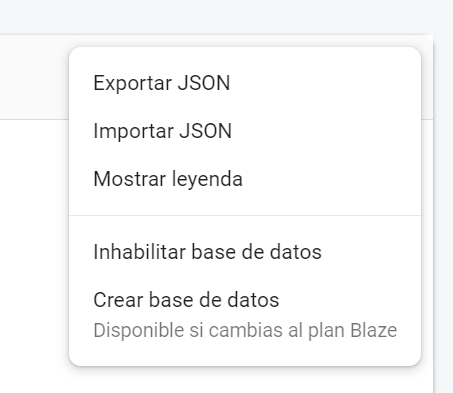 Exportar JSON
Importar JSON
Mostrar leyenda
Inhabilitar base de datos
Crear base de datos
Disponible si cambias al plan Blaze